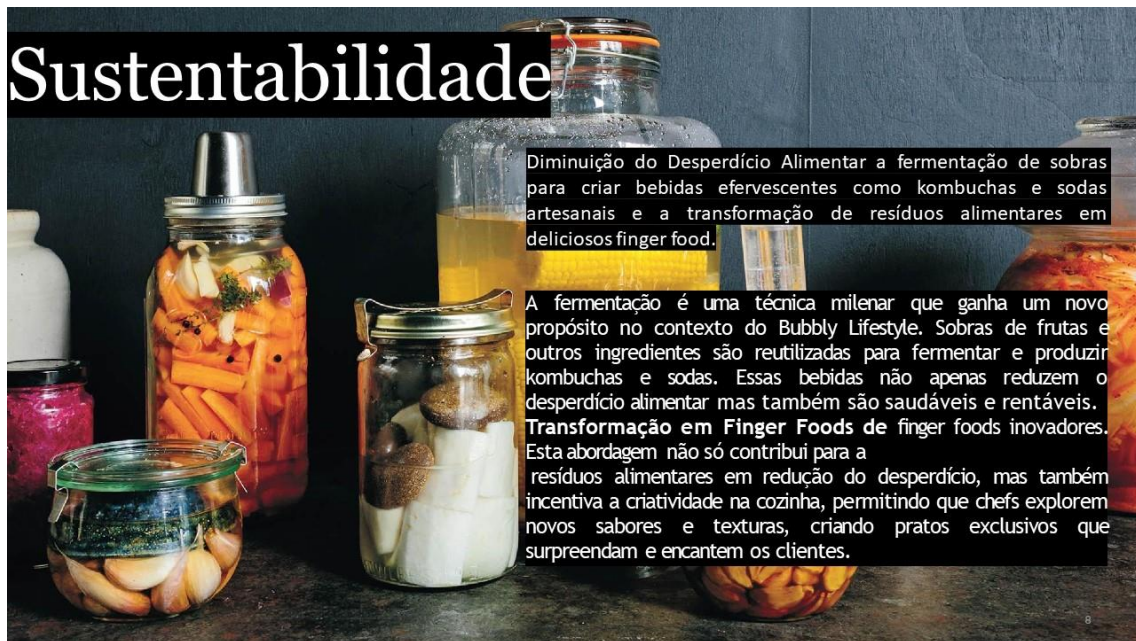 Sustentabilidade
Diminuição do Desperdício Alimentar a fermentação de sobras
para criar bebidas efervescentes como kombuchas e sodas
artesanais e a transformação de resíduos alimentares em
deliciosos finger food.
A fermentação é uma técnica milenar que ganha um novo
propósito no contexto do Bubbly Lifestyle. Sobras de frutas e
outros ingredientes são reutilizadas para fermentar e produzir
kombuchas e sodas. Essas bebidas não apenas reduzem o
desperdício alimentar mas também são saudáveis e rentáveis.
Transformação em Finger Foods de finger foods inovadores.
Esta abordagem não só contribui para a
resíduos alimentares em redução do desperdício, mas também
incentiva a criatividade na cozinha, permitindo que chefs explorem
novos sabores e texturas, criando pratos exclusivos que
surpreendam e encantem os clientes.
8